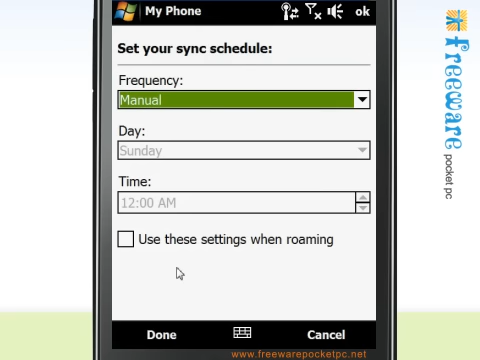 My Phone
ok
Set your sync schedule:
Frequency:
Manual
Day:
Sunday
Time:
12:00 AM
Use these settings when roaming
Done
Cancel
www.freewarepocketpc.net
freeware
pocket pc